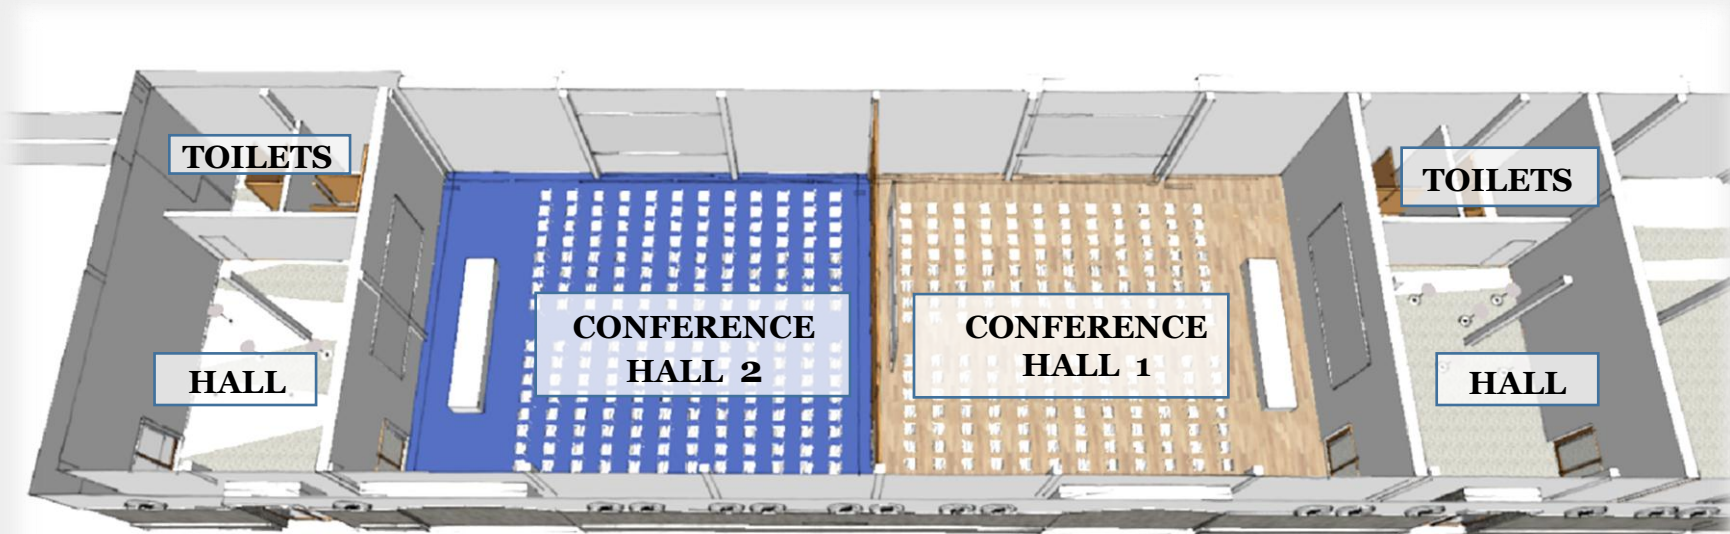 TOILETS
TOILETS
CONFERENCE
HALL 2
CONFERENCE
HALL 1
HALL
HALL